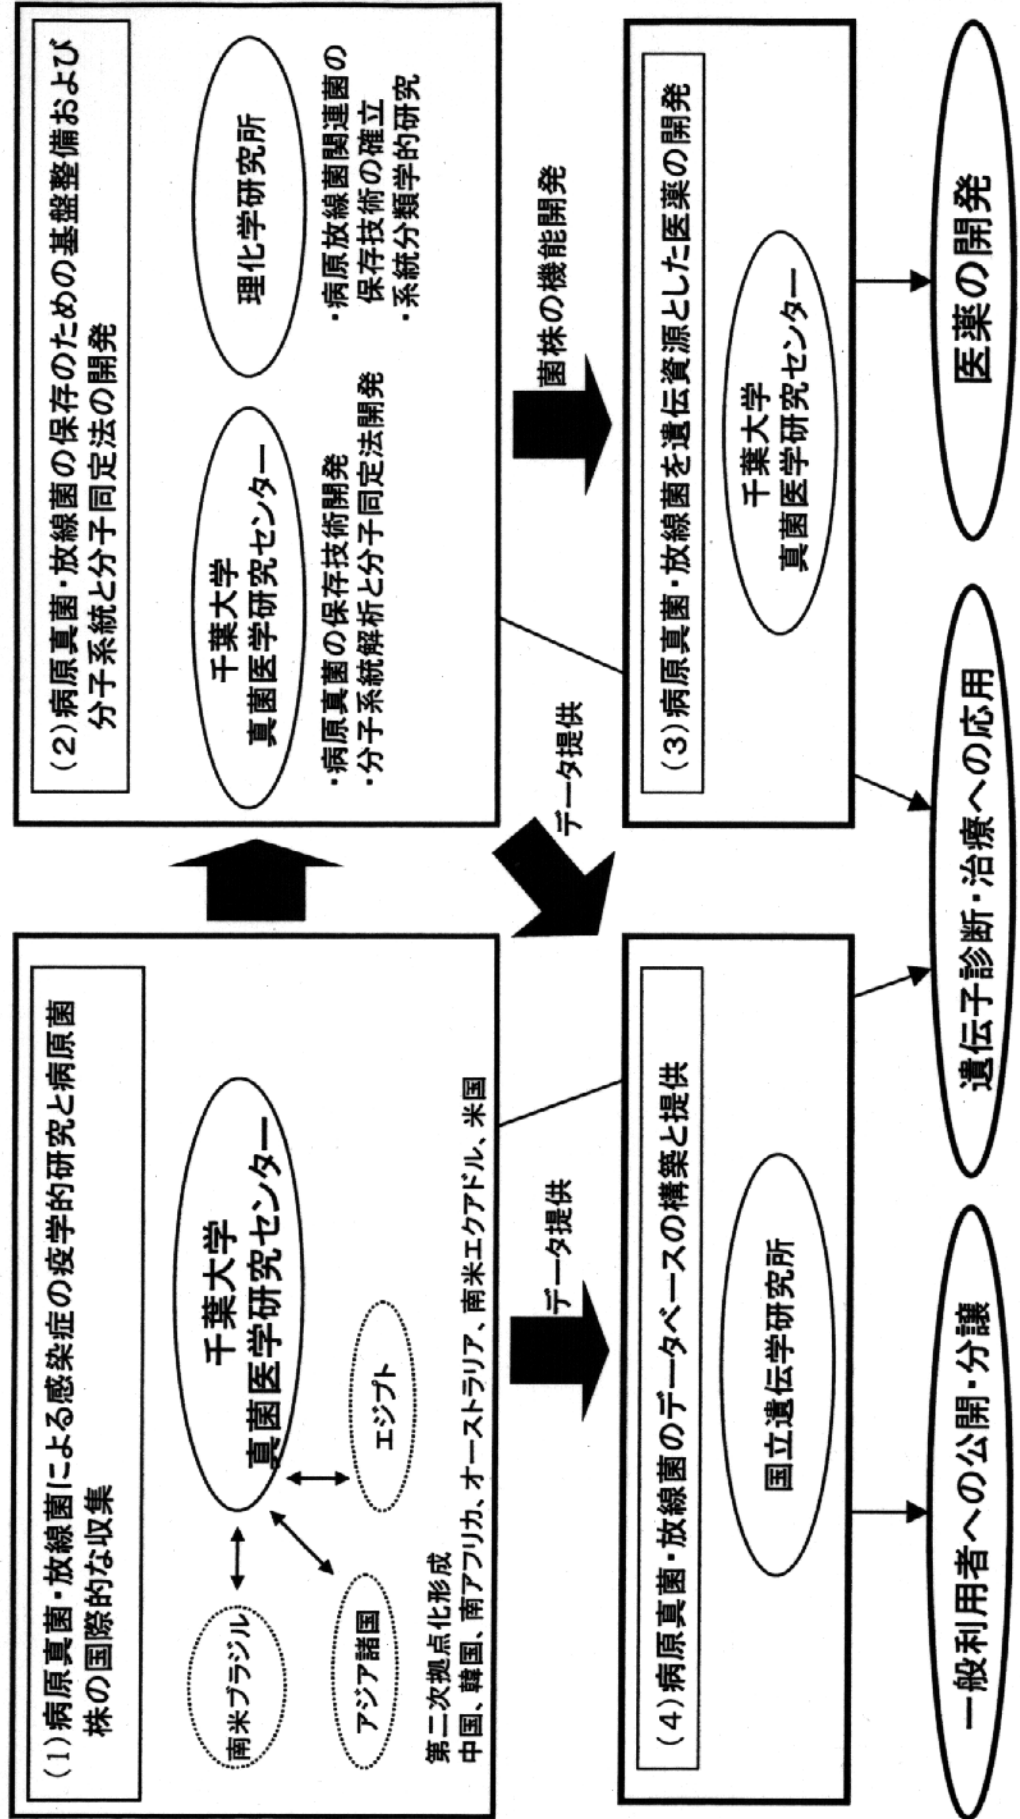 (1)病原真菌・放線菌による感染症の疫学的研究と病原菌
株の国際的な収集
千葉大学
真菌医学研究センター
南米ブラジル
アジア諸国
エジプト
第二次拠点化形成
中国、韓国、南アフリカ、オーストラリア、南米エクアドル、米国
(2)病原真菌・放線菌の保存のための基盤整備および
分子系統と分子同定法の開発
千葉大学
真菌医学研究センター
理化学研究所
・病原真菌の保存技術開発
・分子系統解析と分子同定法開発
・病原放線菌関連菌の
保存技術の確立
・系統分類学的研究
データ提供
データ提供
菌株の機能開発
(4)病原真菌・放線菌のデータベースの構築と提供
国立遺伝学研究所
(3)病原真菌・放線菌を遺伝資源とした医薬の開発
千葉大学
真菌医学研究センター
一般利用者への公開・分譲
遺伝子診断・治療への応用
医薬の開発